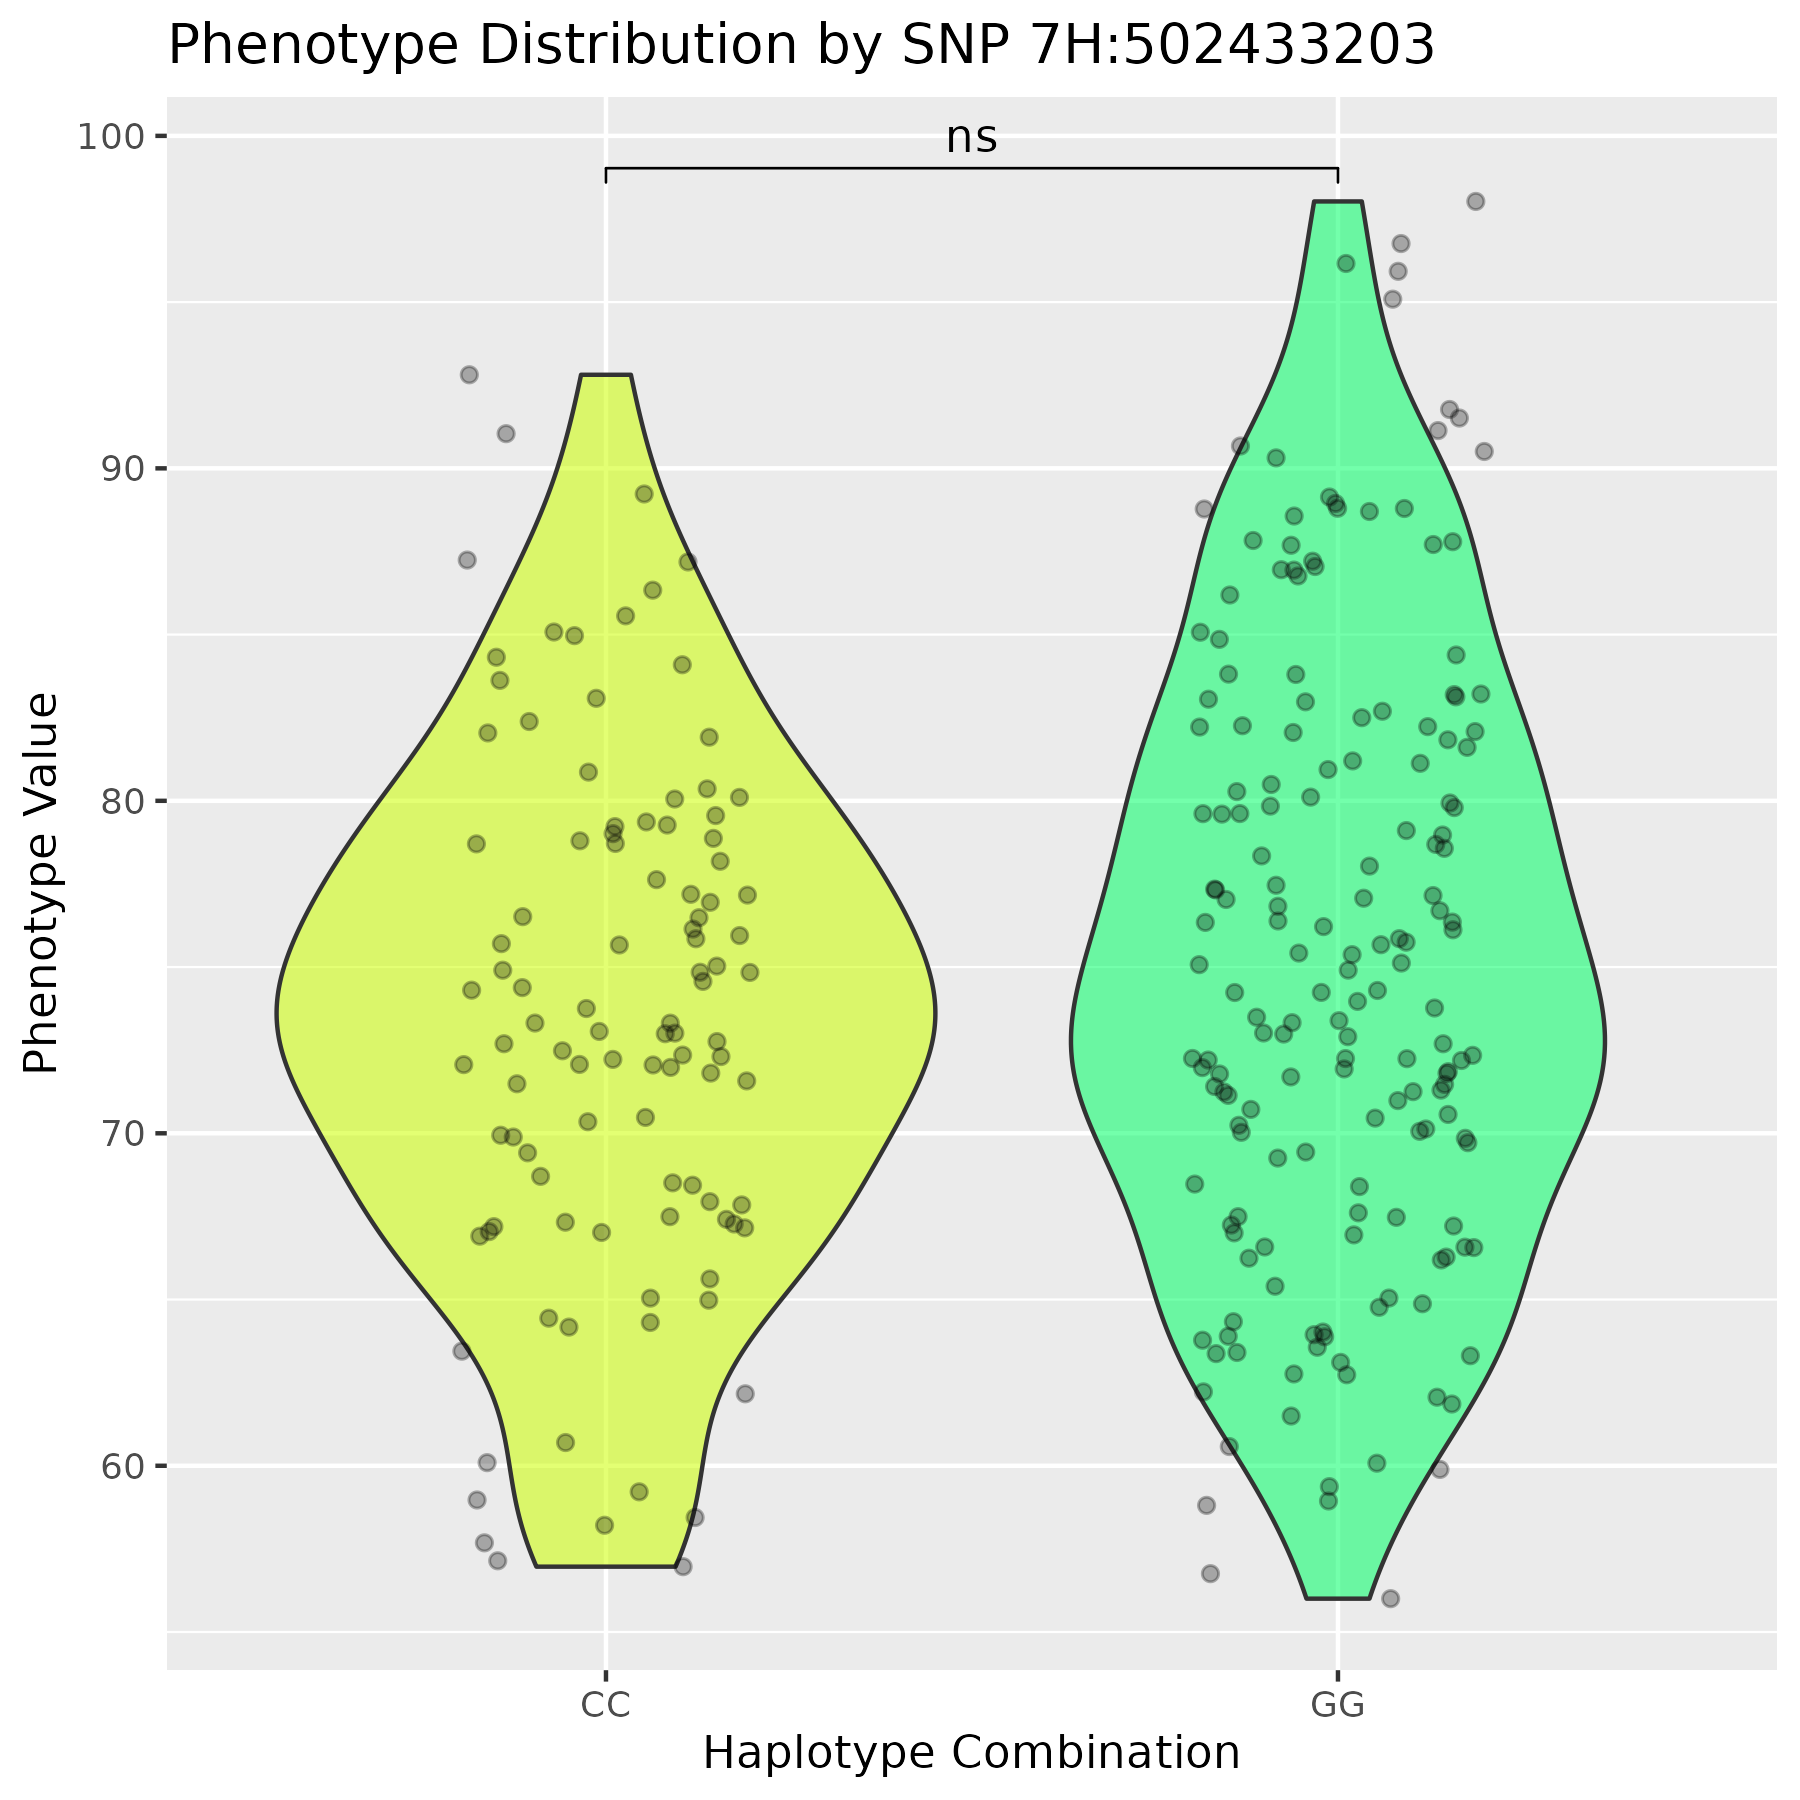 Phenotype Distribution by SNP 7H:502433203
100
ns
90
80
70
60
Phenotype Value
CC GG
Haplotype Combination